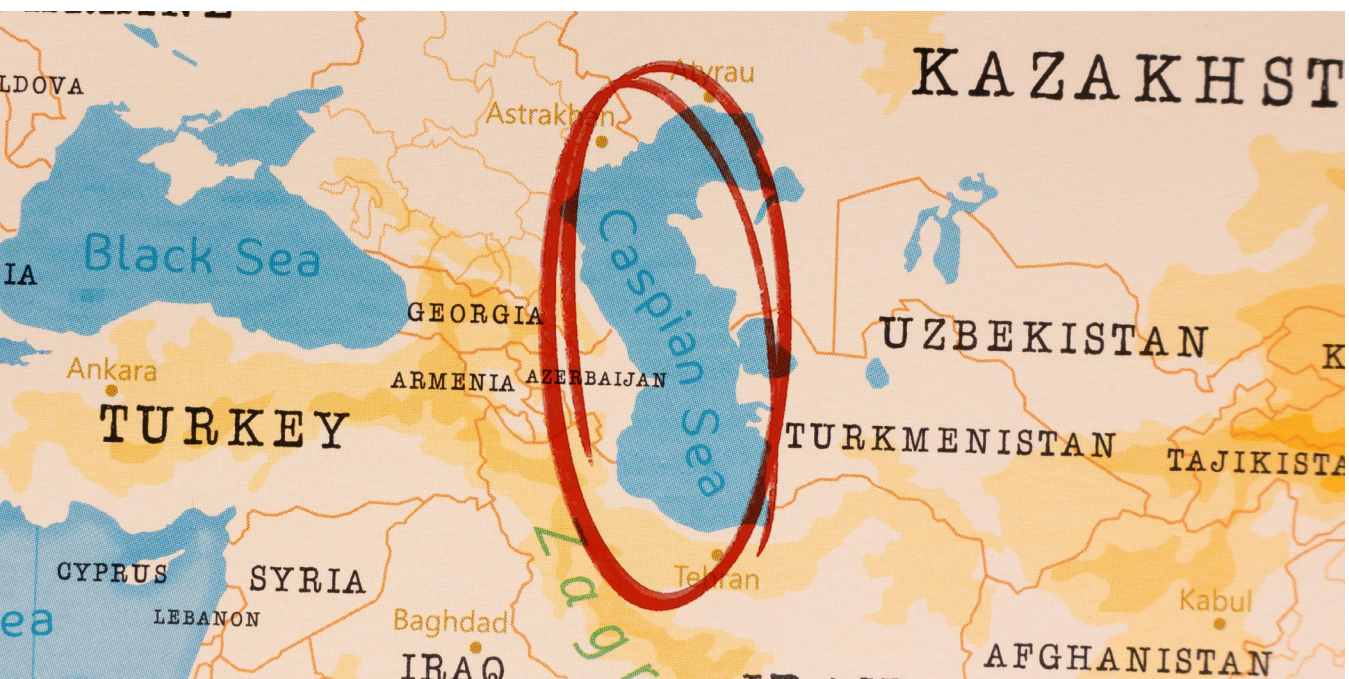 LDOVA
KAZAKHST
Atyrau
Astrakhan
Black Sea
Caspian Sea
IA
GEORGIA
UZBEKISTAN
K
Ankara
ARMENIA
AZERBAIJAN
TURKEY
TURKMENISTAN
TAJIKISTA
CYPRUS
SYRIA
Zagr
Tehran
LEBANON
ea
Baghdad
Kabul
IRAQ
AFGHANISTAN